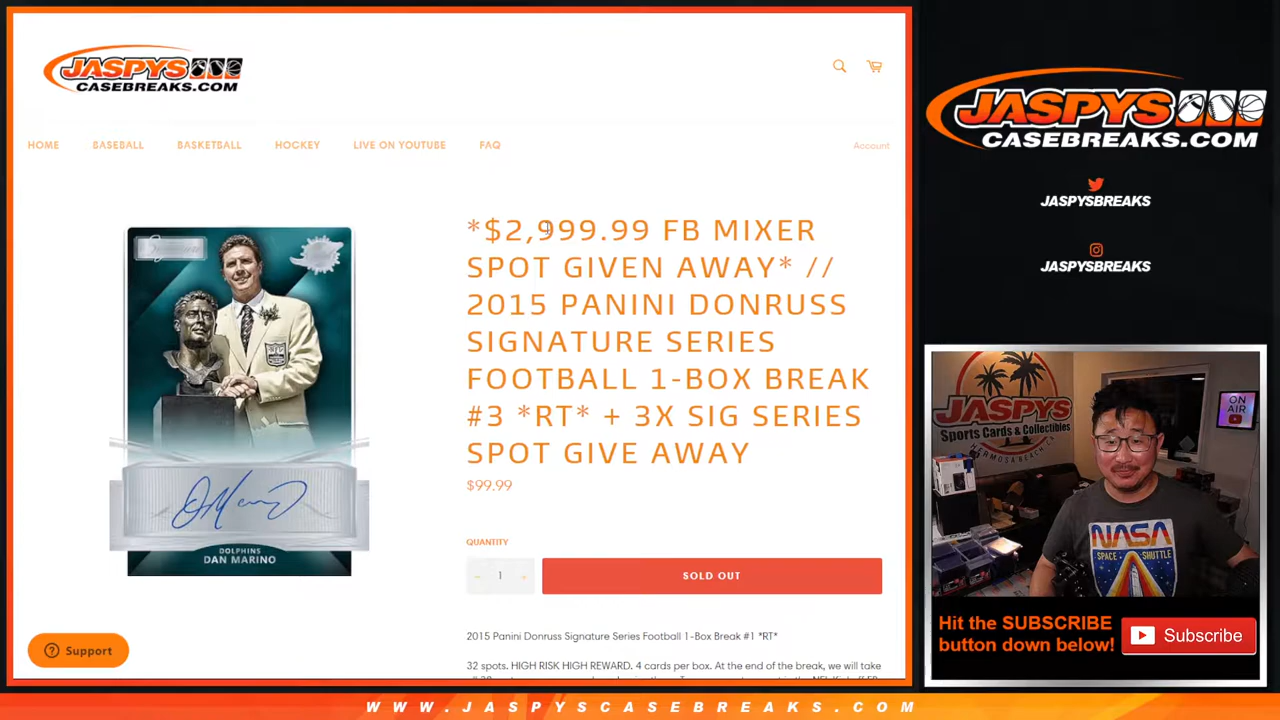 JASPYS
CASEBREAKS.COM
HOME
BASEBALL
BASKETBALL
HOCKEY
LIVE ON YOUTUBE
FAQ
Account
*$2,999.99 FB MIXER
SPOT GIVEN AWAY* //
2015 PANINI DONRUSS
SIGNATURE SERIES
FOOTBALL 1-BOX BREAK
#3 *RT* + 3X SIG SERIES
SPOT GIVE AWAY
$99.99
QUANTITY
- 1 +
SOLD OUT
2015 Panini Donruss Signature Series Football 1-Box Break #1 *RT*
32 spots. HIGH RISK HIGH REWARD. 4 cards per box. At the end of the break, we will take
DOLPHINS
DAN MARINO
Support
JASPYS
CASEBREAKS.COM
JASPYSBREAKS
JASPYSBREAKS
JASPYS
Sports Cards & Collectibles
HERMOSA BEACH
ON
AIR
NASA
SPACE SHUTTLE
Hit the SUBSCRIBE
button down below!
Subscribe
WWW.JASPYSCASEBREAKS.COM